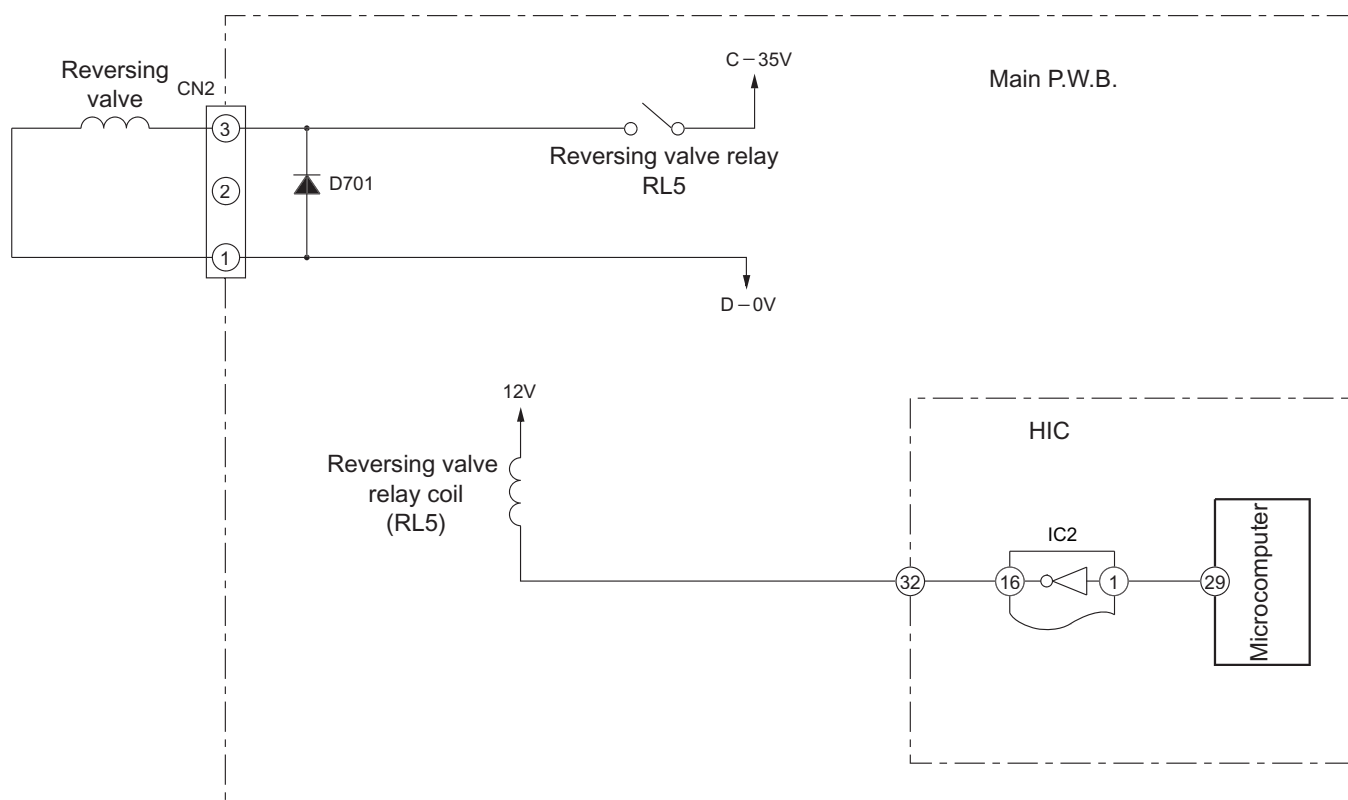 Reversing
valve
CN2
C－35V
Main P.W.B.
3
Reversing valve relay
RL5
2
D701
1
D－0V
12V
HIC
Reversing valve
relay coil
(RL5)
IC2
32
16
1
29
Microcomputer